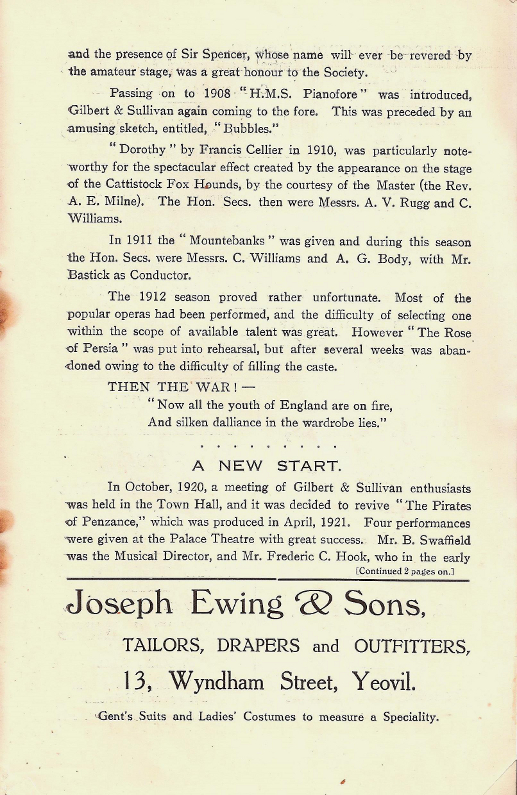 and the presence of Sir Spencer, whose name will ever be revered by
the amateur stage, was a great honour to the Society.
Passing on to 1908 "H.M.S. Pianofore" was introduced,
Gilbert & Sullivan again coming to the fore. This was preceded by an
amusing sketch, entitled, "Bubbles."
"Dorothy" by Francis Cellier in 1910, was particularly note-
worthy for the spectacular effect created by the appearance on the stage
of the Cattistock Fox Hounds, by the courtesy of the Master (the Rev.
A. E. Milne). The Hon. Secs. then were Messrs. A. V. Rugg and C.
Williams.
In 1911 the "Mountebanks" was given and during this season
the Hon. Secs. were Messrs. C. Williams and A. G. Body, with Mr.
Bastick as Conductor.
The 1912 season proved rather unfortunate. Most of the
popular operas had been performed, and the difficulty of selecting one
within the scope of available talent was great. However "The Rose
of Persia" was put into rehearsal, but after several weeks was aban-
doned owing to the difficulty of filling the caste.
THEN THE WAR!—
"Now all the youth of England are on fire,
And silken dalliance in the wardrobe lies."
. . . . . . . . .
A NEW START.
In October, 1920, a meeting of Gilbert & Sullivan enthusiasts
was held in the Town Hall, and it was decided to revive "The Pirates
of Penzance," which was produced in April, 1921. Four performances
were given at the Palace Theatre with great success. Mr. B. Swaffield
was the Musical Director, and Mr. Frederic C. Hook, who in the early
[Continued 2 pages on.]
Joseph Ewing & Sons,
TAILORS, DRAPERS and OUTFITTERS,
13, Wyndham Street, Yeovil.
Gent's Suits and Ladies' Costumes to measure a Speciality.